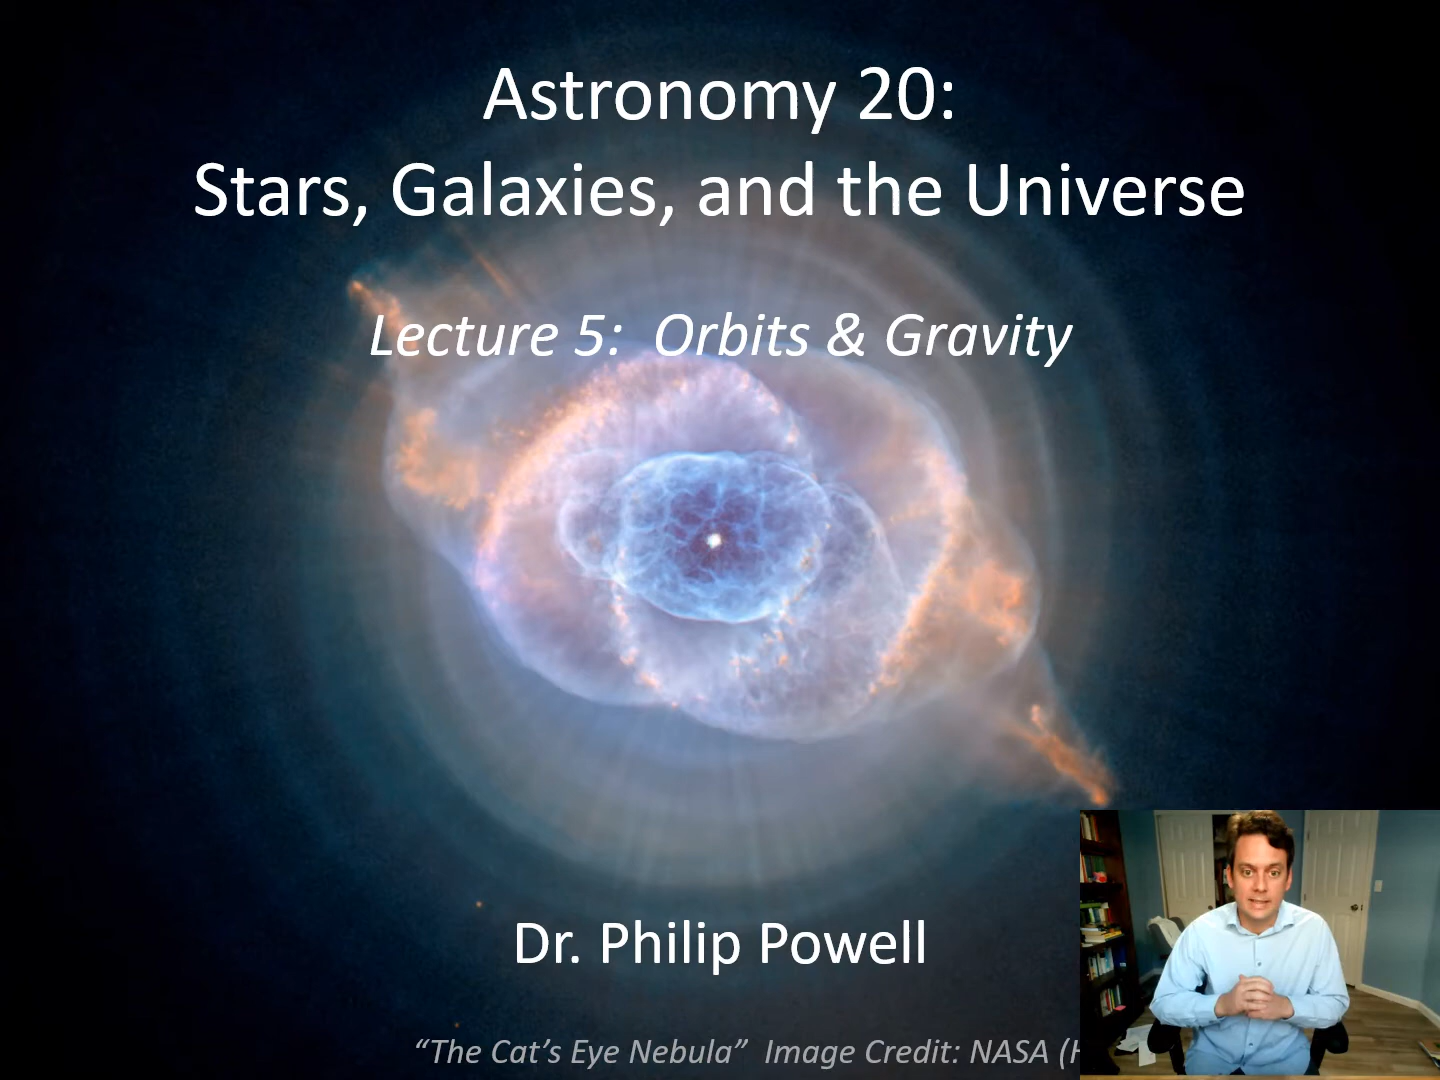 Astronomy 20:
Stars, Galaxies, and the Universe
Lecture 5: Orbits & Gravity
Dr. Philip Powell
“The Cat’s Eye Nebula” Image Credit: NASA